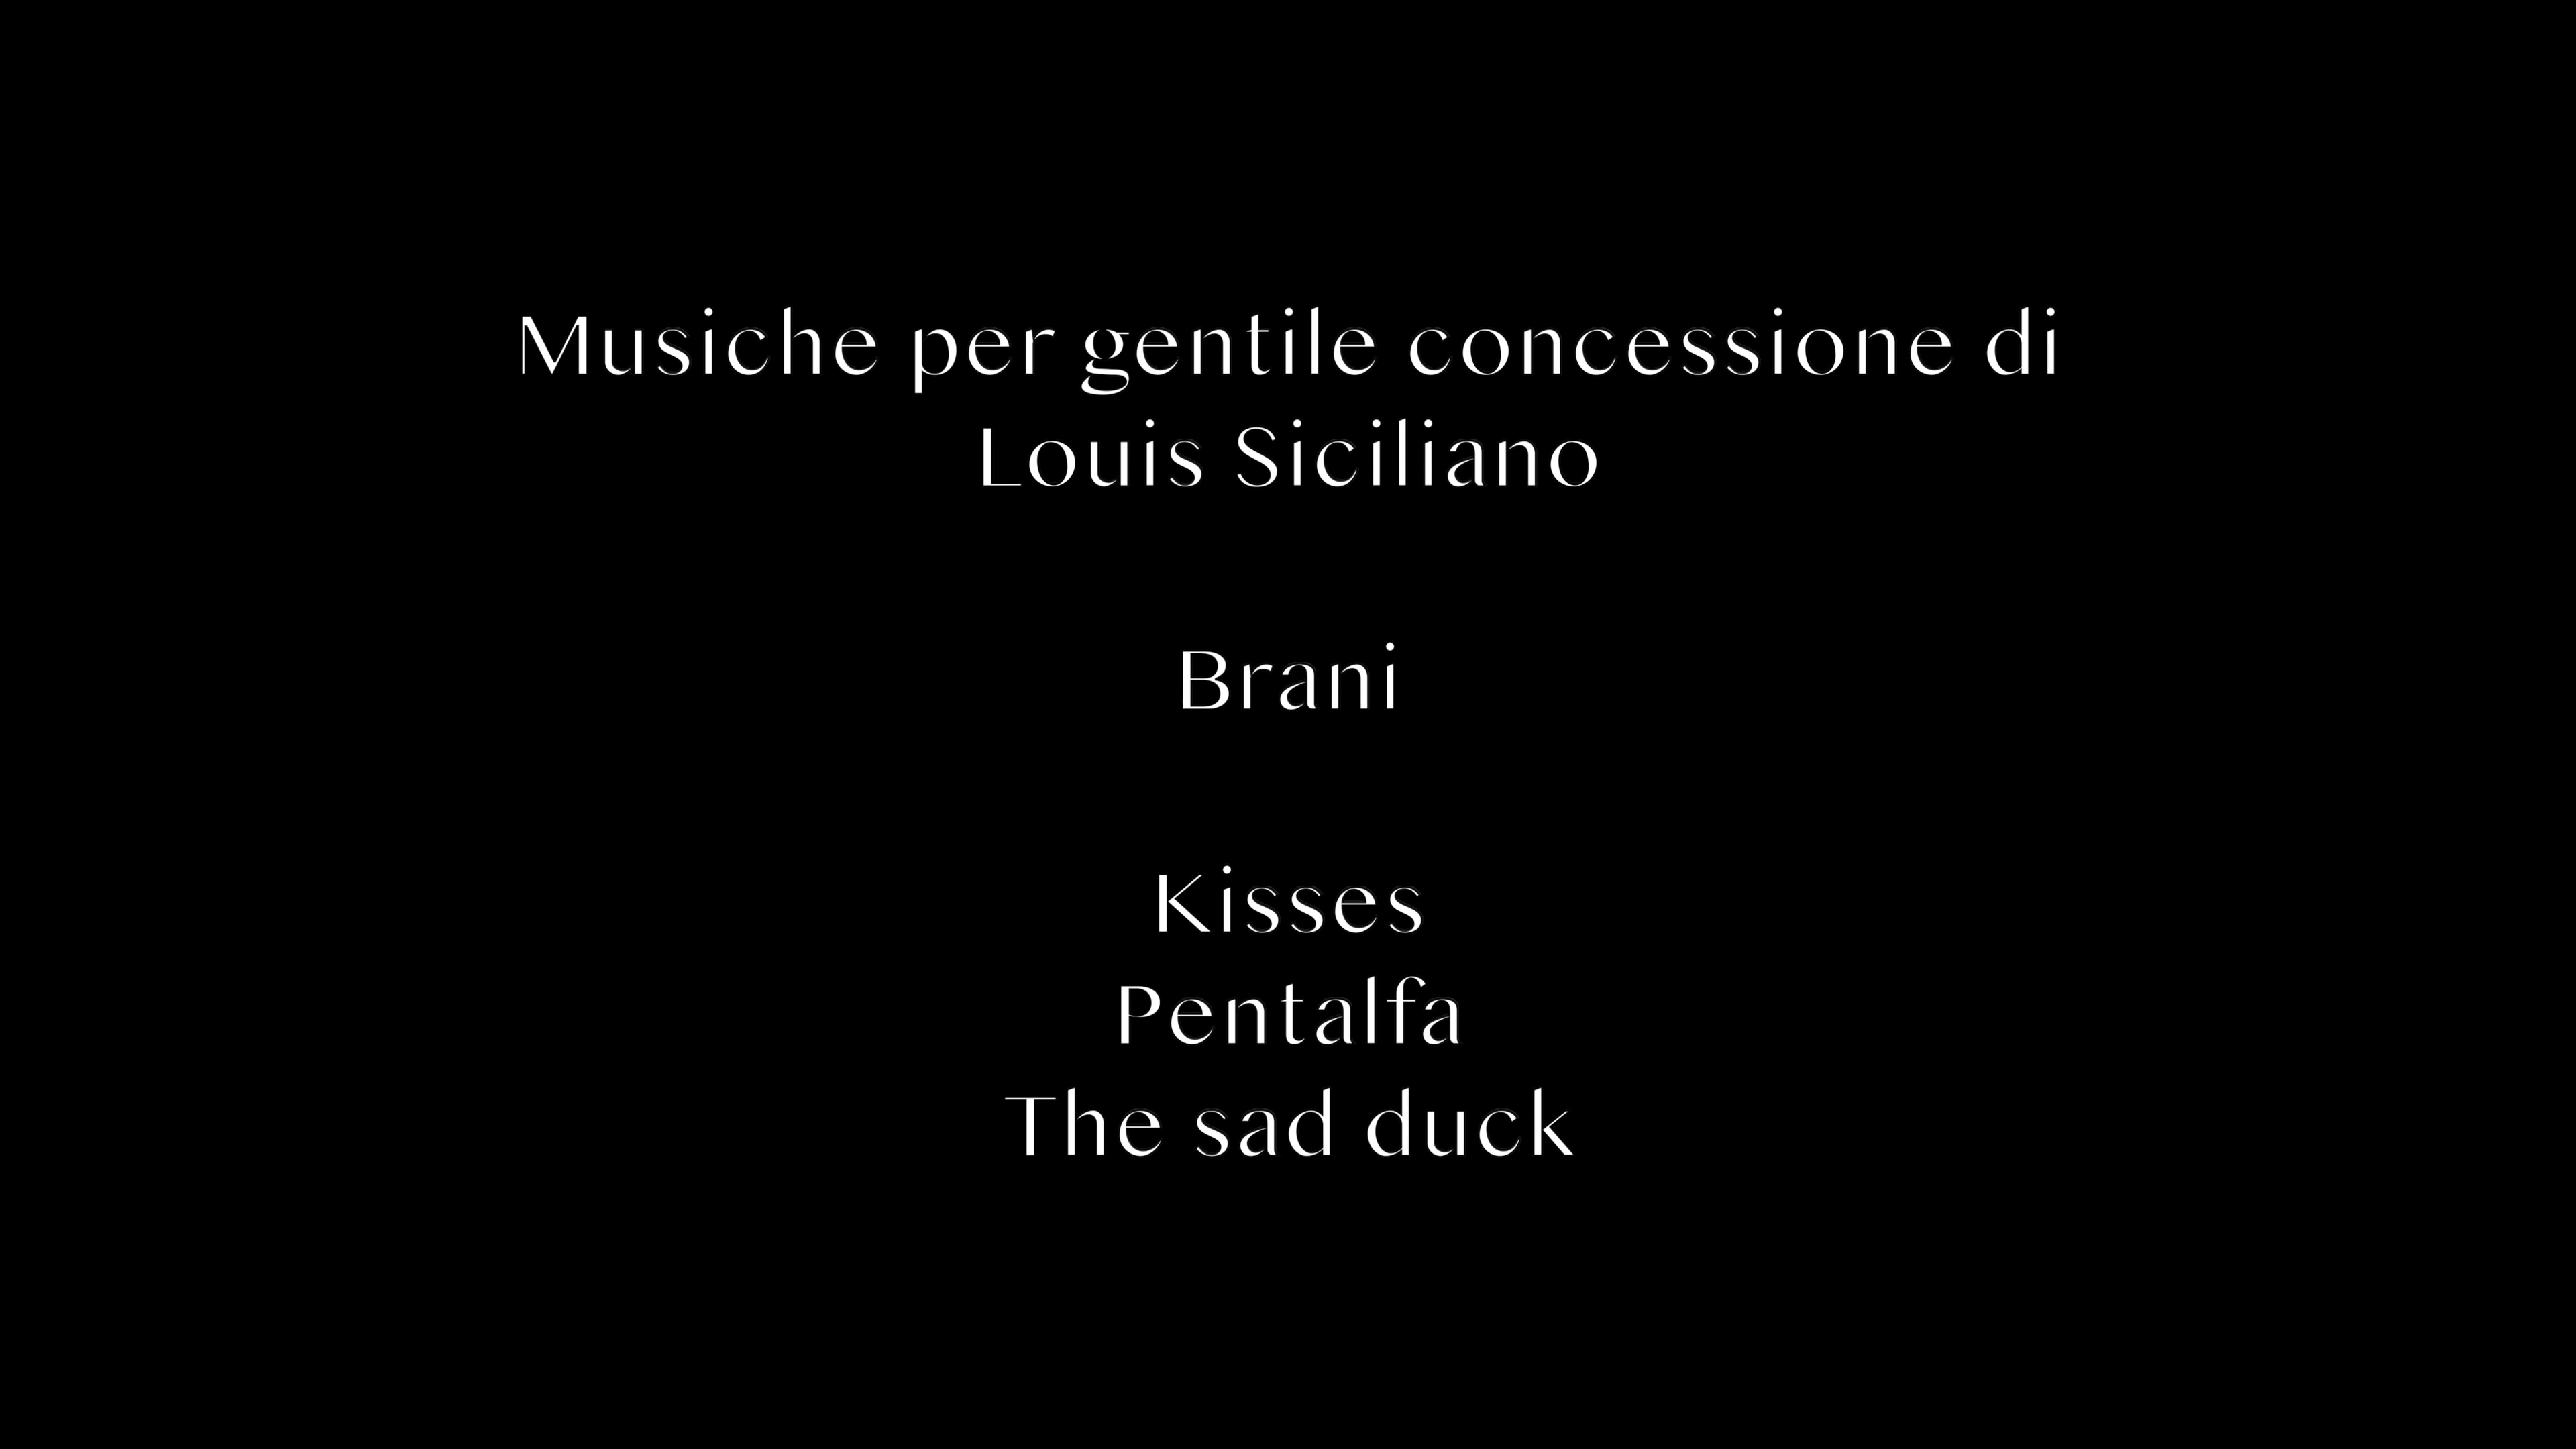 Musiche per gentile concessione di
Louis Siciliano
Brani
Kisses
Pentalfa
The sad duck